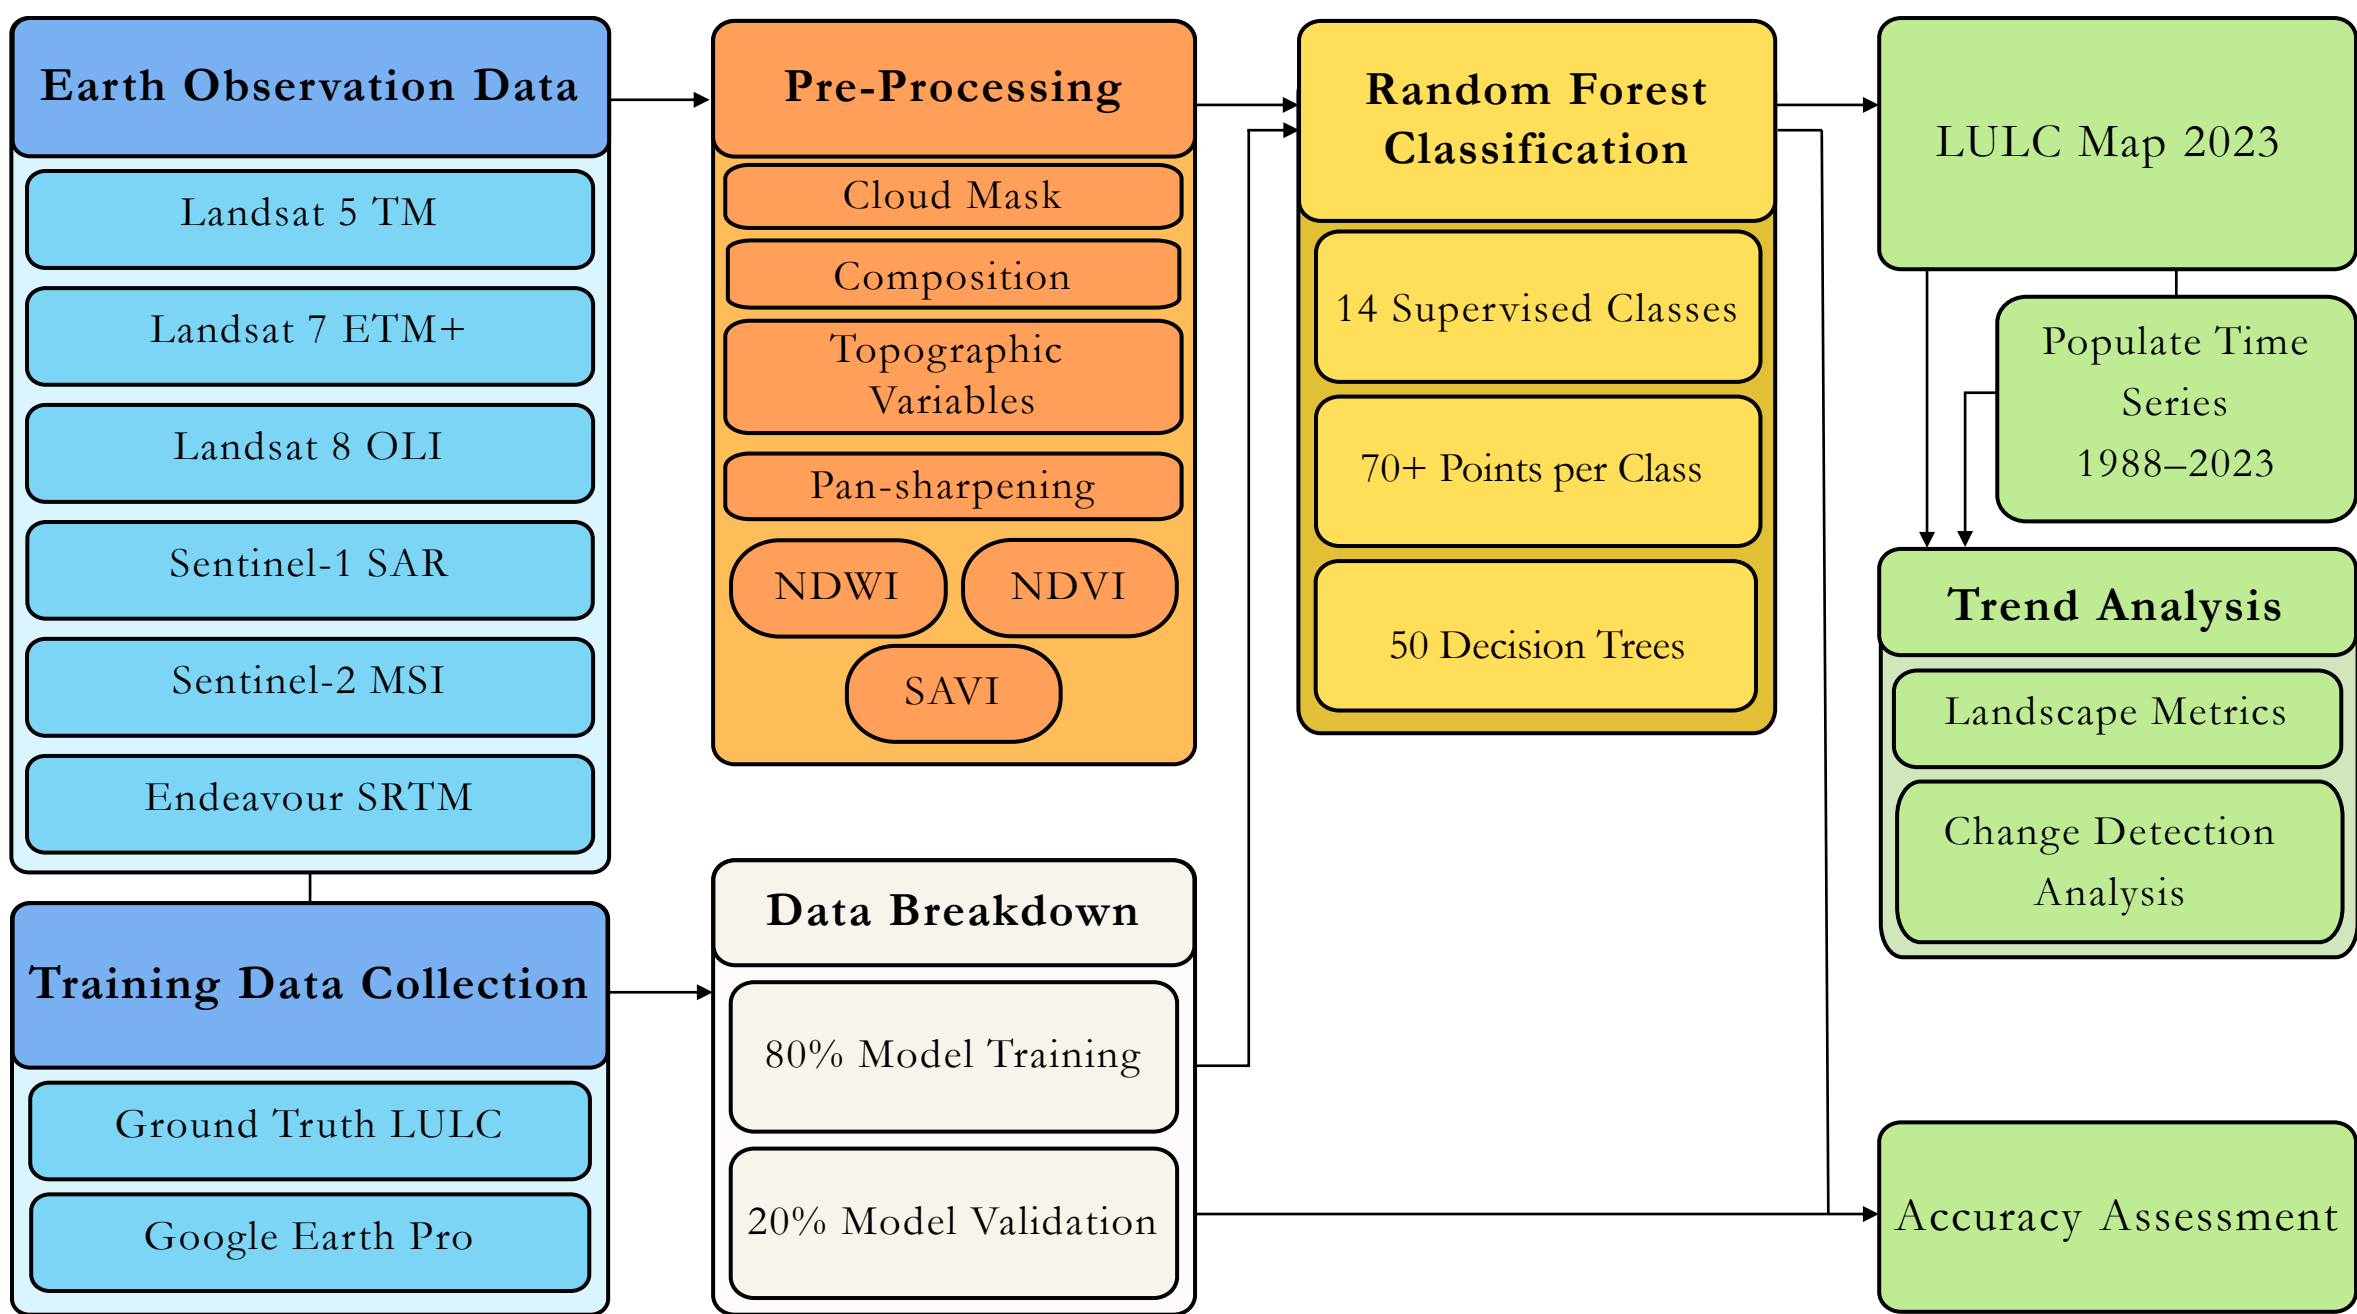 Earth Observation Data
Landsat 5 TM
Landsat 7 ETM+
Landsat 8 OLI
Sentinel-1 SAR
Sentinel-2 MSI
Endeavour SRTM
Training Data Collection
Ground Truth LULC
Google Earth Pro
Pre-Processing
Cloud Mask
Composition
Topographic
Variables
Pan-sharpening
NDWI
NDVI
SAVI
Data Breakdown
80% Model Training
20% Model Validation
Random Forest
Classification
14 Supervised Classes
70+ Points per Class
50 Decision Trees
LULC Map 2023
Populate Time
Series
1988–2023
Trend Analysis
Landscape Metrics
Change Detection
Analysis
Accuracy Assessment